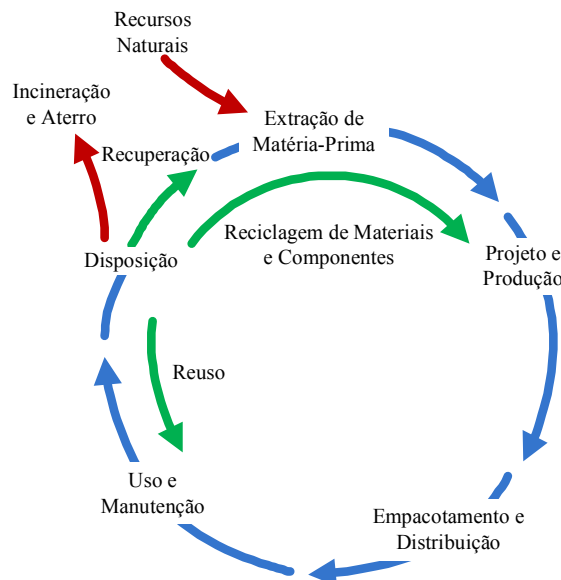 Recursos
Naturais
Incineração
e Aterro
Extração de
Matéria-Prima
Recuperação
Reciclagem de Materiais
e Componentes
Disposição
Projeto e
Produção
Reuso
Uso e
Manutenção
Empacotamento e
Distribuição